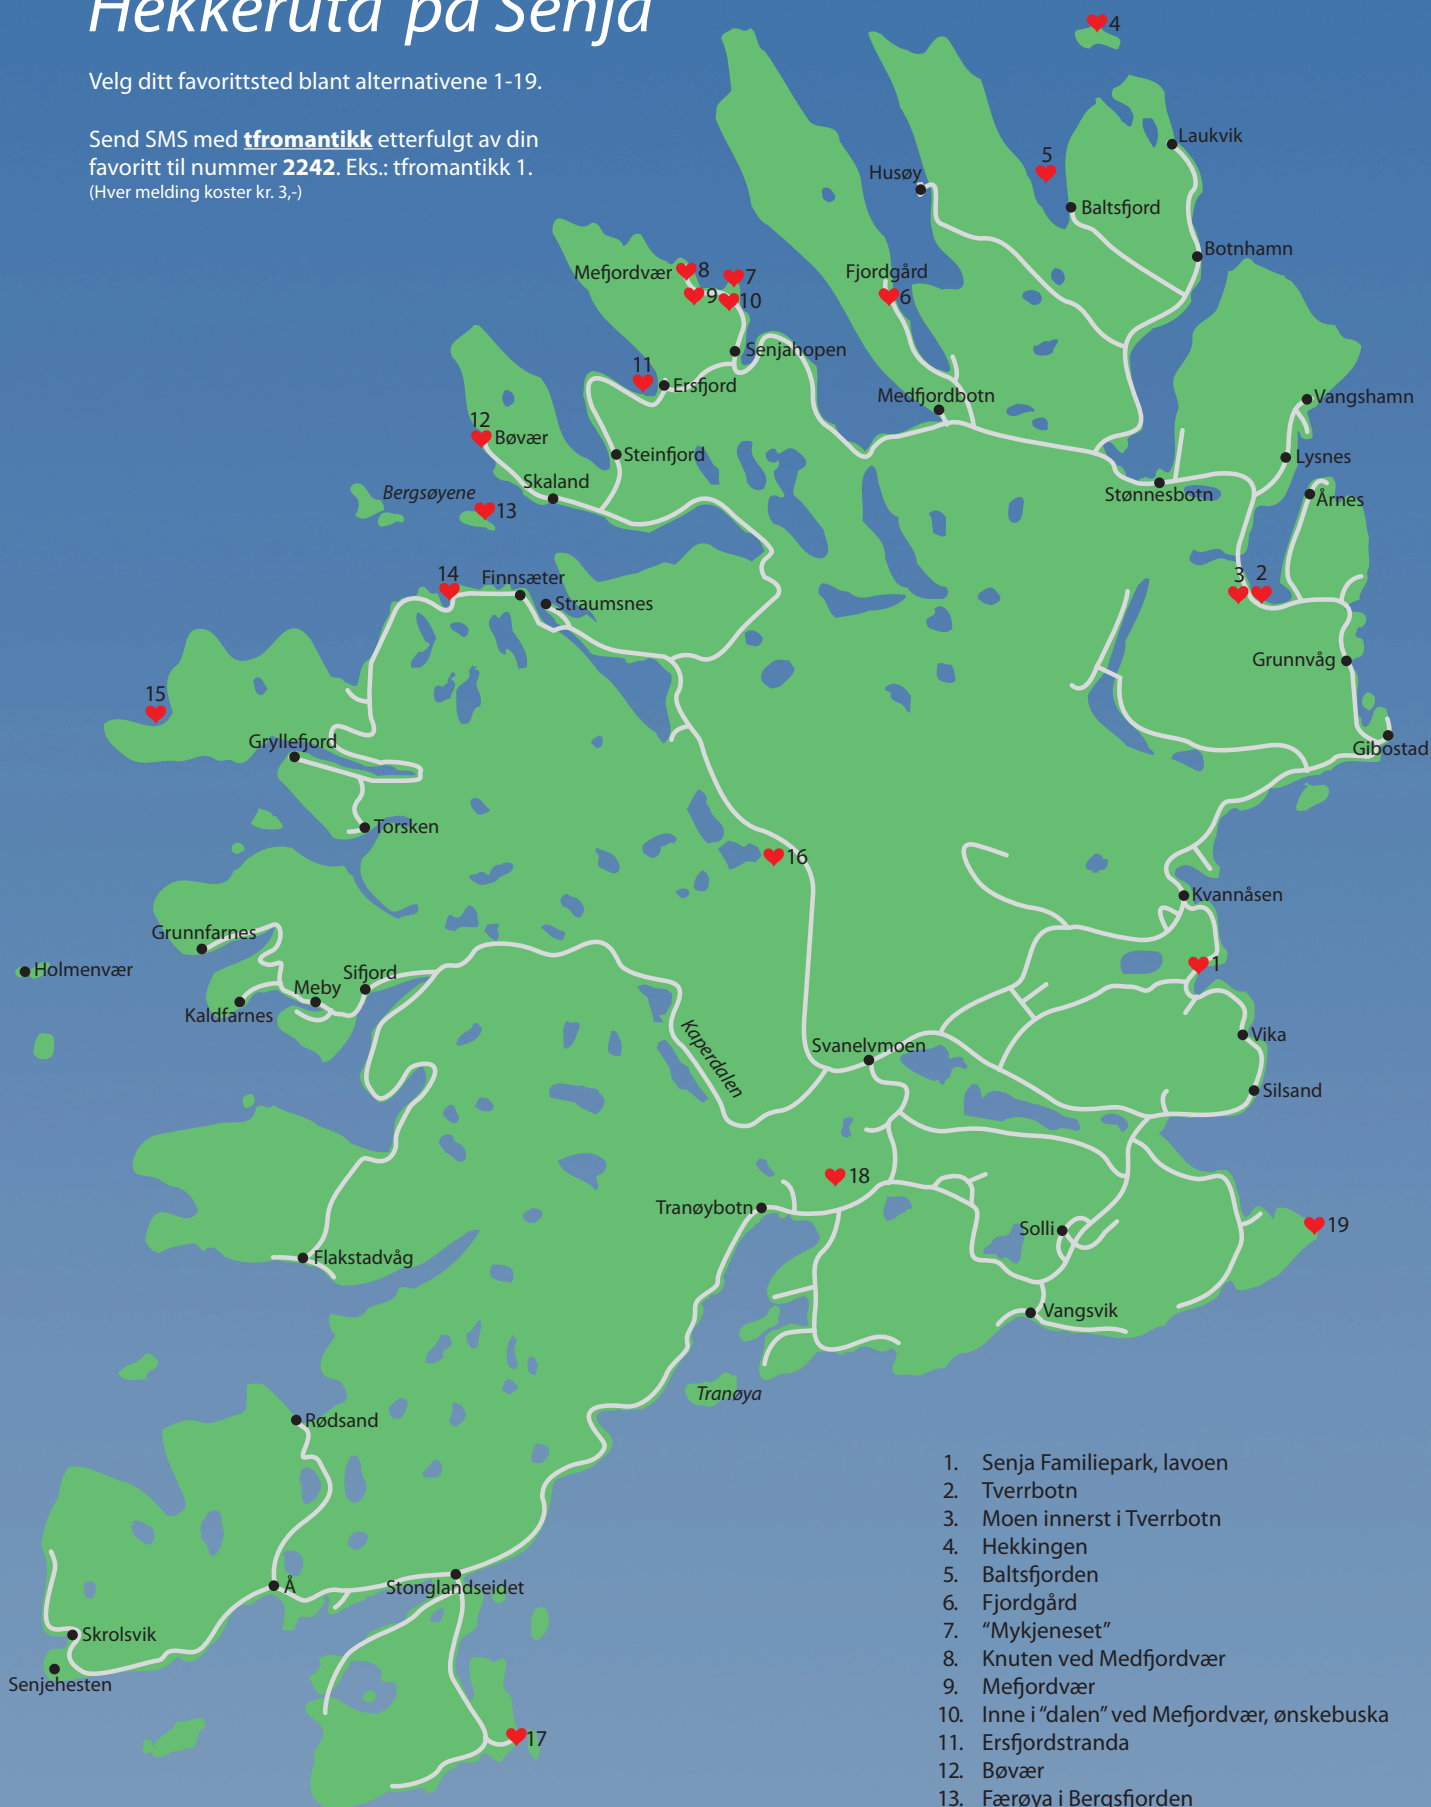 Hekkeruta på Senja
Velg ditt favorittsted blant alternativene 1-19.
Send SMS med tfromantikk etterfulgt av din
favoritt til nummer 2242. Eks.: tfromantikk 1.
(Hver melding koster kr. 3,-)
4
Laukvik
5
Husøy
Baltsfjord
Botnhamn
Mefjordvær
8
7
9
10
Fjordgård
6
Senjahopen
11
Ersfjord
Medfjordbotn
Vangshamn
12
Bøvær
Steinfjord
Lysnes
Skaland
Bergsøyene
13
Stønnesbotn
Årnes
14
Finnsæter
Straumsnes
3
2
Grunnvåg
15
Gryllefjord
Gibostad
Torsken
16
Kvannåsen
Grunnfarnes
Holmenvær
Sifjord
Meby
Kaldfarnes
1
Kaperdalen
Svanelvmoen
Vika
Silsand
18
Tranøybotn
Solli
19
Flakstadvåg
Vangsvik
Tranøya
Rødsand
Å
Stonglandseidet
Skrolsvik
Senjehesten
17
1. Senja Familiepark, lavoen
2. Tverrbotn
3. Moen innerst i Tverrbotn
4. Hekkingen
5. Baltsfjorden
6. Fjordgård
7. “Mykjeneset”
8. Knuten ved Medfjordvær
9. Mefjordvær
10. Inne i “dalen” ved Mefjordvær, ønskebuska
11. Ersfjordstranda
12. Bøvær
13. Færøya i Bergsfjorden